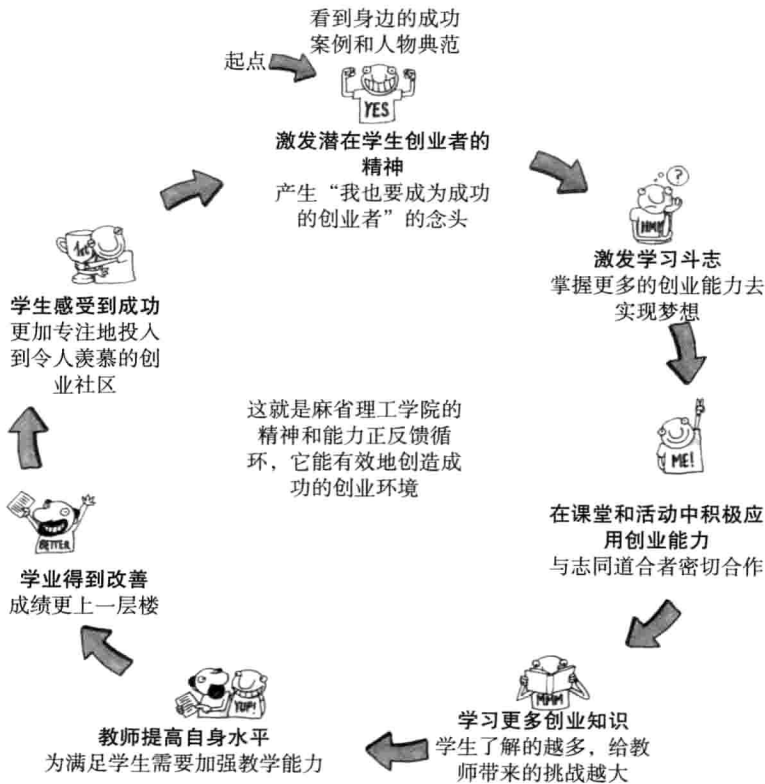 看到身边的成功
案例和人物典范
起点
YES
激发潜在学生创业者的
精神
产生“我也要成为成功
的创业者”的念头
?
HMM
激发学习斗志
掌握更多的创业能力去
实现梦想
ME!
在课堂和活动中积极应
用创业能力
与志同道合者密切合作
MMM
学习更多创业知识
学生了解的越多，给教
师带来的挑战越大
YUP!
教师提高自身水平
为满足学生需要加强教学能力
BETTER
学业得到改善
成绩更上一层楼
1st
学生感受到成功
更加专注地投入
到令人羡慕的创
业社区
这就是麻省理工学院的
精神和能力正反馈循
环，它能有效地创造成
功的创业环境